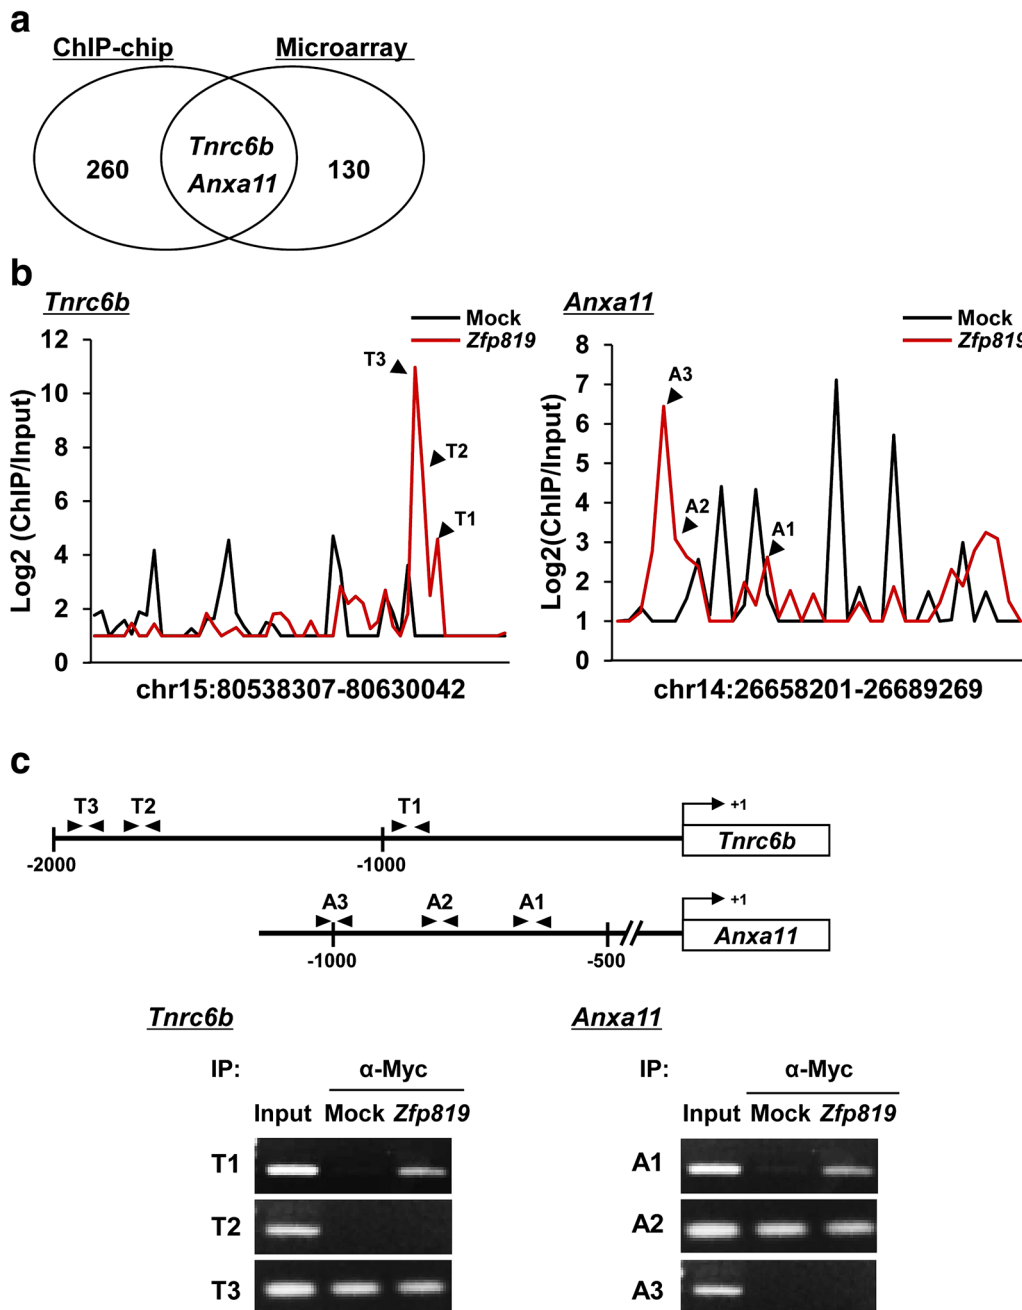 a
ChIP-chip Microarray
260 Tnrc6b 130
Anxa11
b
Tnrc6b
Mock
Zfp819
12
10
8
6
4
2
0
Log2 (ChIP/Input)
T3
T2
T1
chr15:80538307-80630042
Anxa11
Mock
Zfp819
8
7
6
5
4
3
2
1
0
Log2(ChIP/Input)
A3
A2
A1
chr14:26658201-26689269
c
T3 T2 T1 +1
Tnrc6b
-2000 -1000
A3 A2 A1 +1
Anxa11
-1000 -500
Tnrc6b
IP: α-Myc
Input Mock Zfp819
T1
T2
T3
Anxa11
IP: α-Myc
Input Mock Zfp819
A1
A2
A3